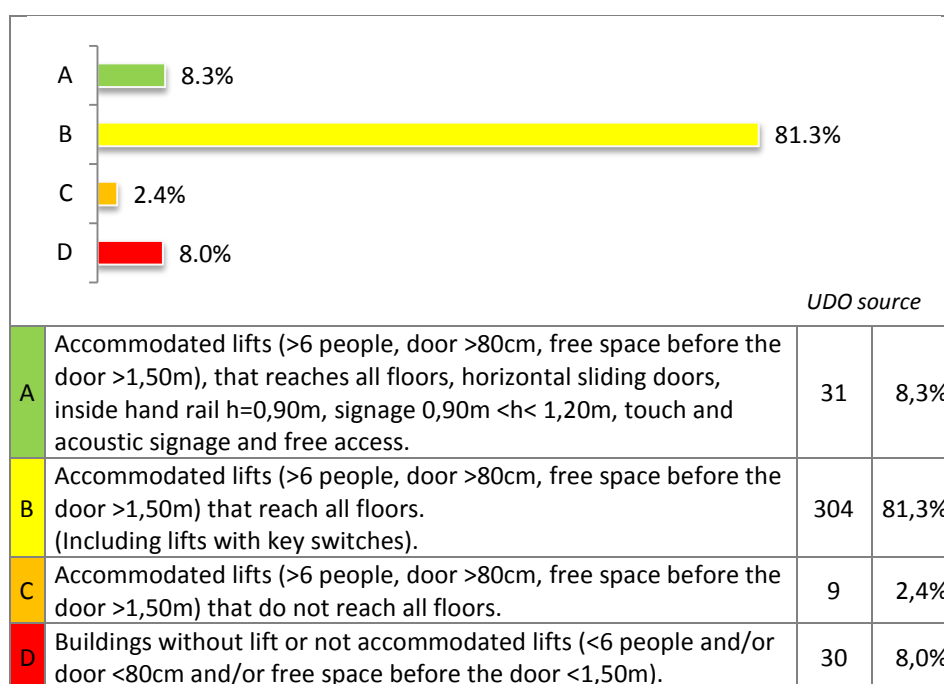 A 8.3%
B 81.3%
C 2.4%
D 8.0%
UDO source
Accommodated lifts (>6 people, door >80cm, free space before the
door >1,50m), that reaches all floors, horizontal sliding doors,
A 31 8,3%
inside hand rail h=0,90m, signage 0,90m <h< 1,20m, touch and
acoustic signage and free access.
Accommodated lifts (>6 people, door >80cm, free space before the
B door >1,50m) that reach all floors. 304 81,3%
(Including lifts with key switches).
Accommodated lifts (>6 people, door >80cm, free space before the
C 9 2,4%
door >1,50m) that do not reach all floors.
Buildings without lift or not accommodated lifts (<6 people and/or
D 30 8,0%
door <80cm and/or free space before the door <1,50m).